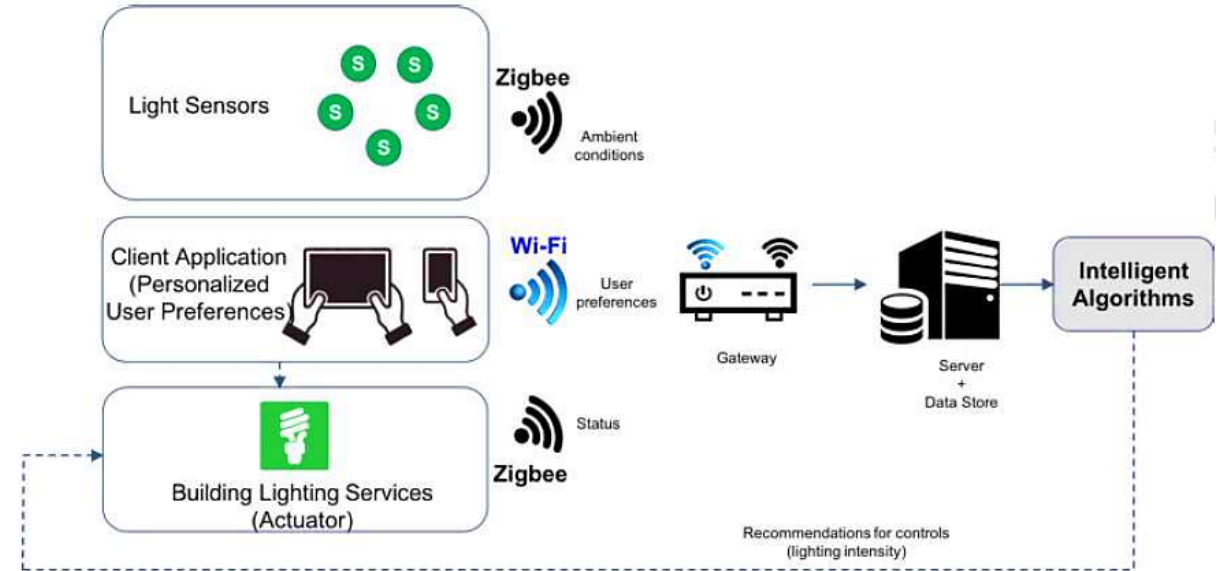 Light Sensors
S
S
S
S
S
Zigbee
Ambient
conditions
Client Application
(Personalized
User Preferences)
Wi-Fi
User
preferences
Gateway
Server
+
Data Store
Intelligent
Algorithms
Building Lighting Services
(Actuator)
Status
Zigbee
Recommendations for controls
(lighting intensity)